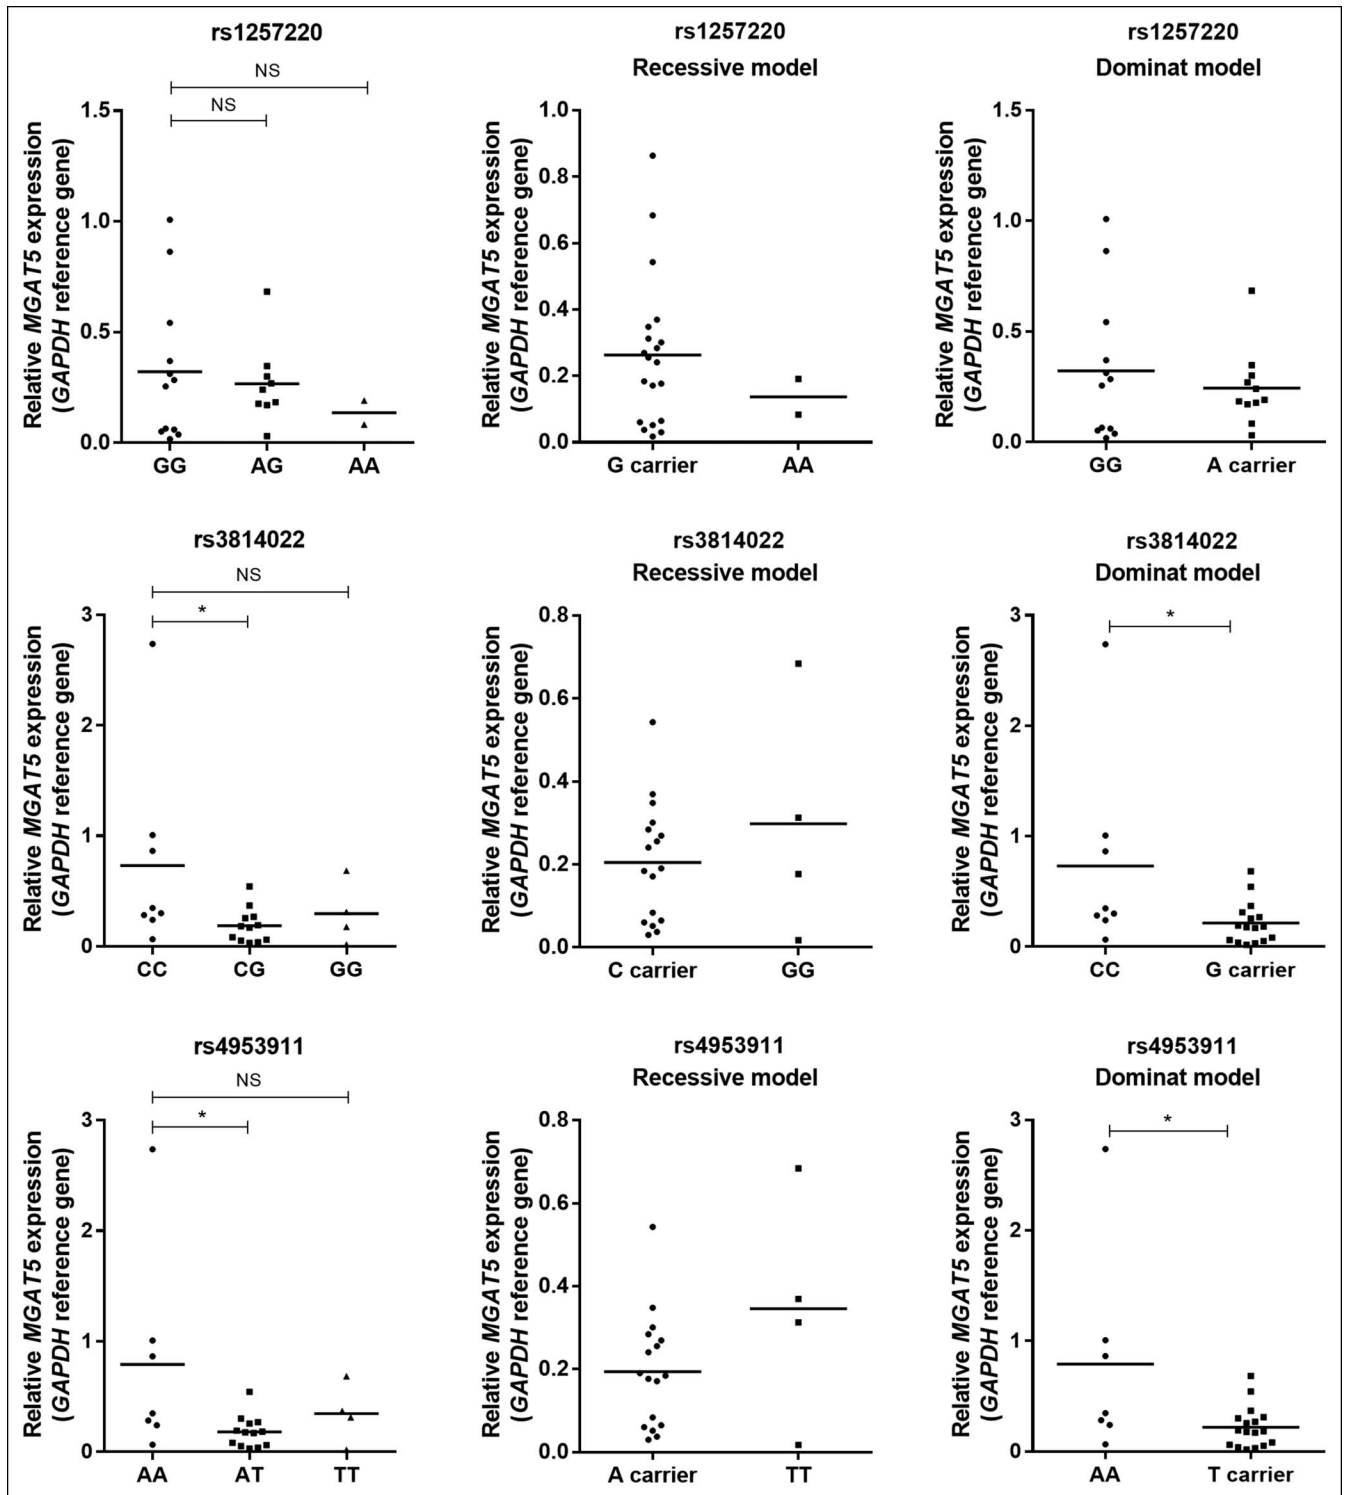 rs1257220
NS
NS
Relative MGAT5 expression
(GAPDH reference gene)
1.5
1.0
0.5
0.0
GG AG AA
rs1257220
Recessive model
Relative MGAT5 expression
(GAPDH reference gene)
1.0
0.8
0.6
0.4
0.2
0.0
G carrier AA
rs1257220
Dominat model
Relative MGAT5 expression
(GAPDH reference gene)
1.5
1.0
0.5
0.0
GG A carrier
rs3814022
NS
*
Relative MGAT5 expression
(GAPDH reference gene)
3
2
1
0
CC CG GG
rs3814022
Recessive model
Relative MGAT5 expression
(GAPDH reference gene)
0.8
0.6
0.4
0.2
0.0
C carrier GG
rs3814022
Dominat model
*
Relative MGAT5 expression
(GAPDH reference gene)
3
2
1
0
CC G carrier
rs4953911
NS
*
Relative MGAT5 expression
(GAPDH reference gene)
3
2
1
0
AA AT TT
rs4953911
Recessive model
Relative MGAT5 expression
(GAPDH reference gene)
0.8
0.6
0.4
0.2
0.0
A carrier TT
rs4953911
Dominat model
*
Relative MGAT5 expression
(GAPDH reference gene)
3
2
1
0
AA T carrier